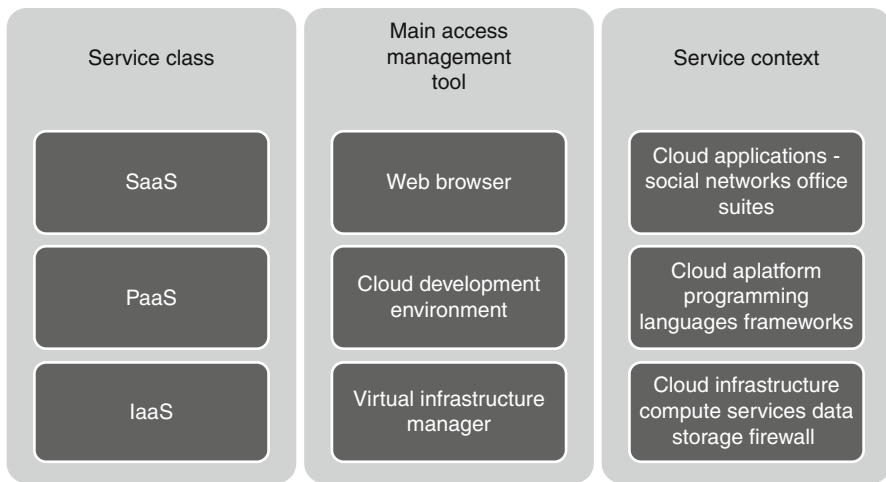 Service class
SaaS
PaaS
IaaS
Main access
management
tool
Web browser
Cloud development
environment
Virtual infrastructure
manager
Service context
Cloud applications -
social networks office
suites
Cloud aplatform
programming
languages frameworks
Cloud infrastructure
compute services data
storage firewall